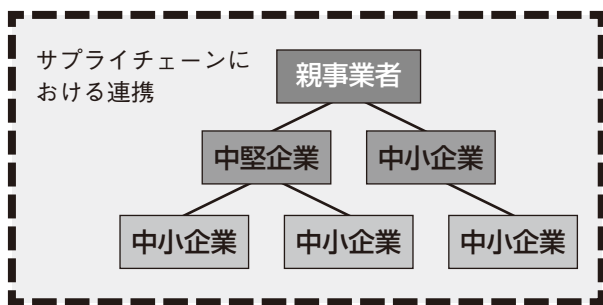 サプライチェーンに
おける連携
親事業者
中堅企業
中小企業
中小企業
中小企業
中小企業